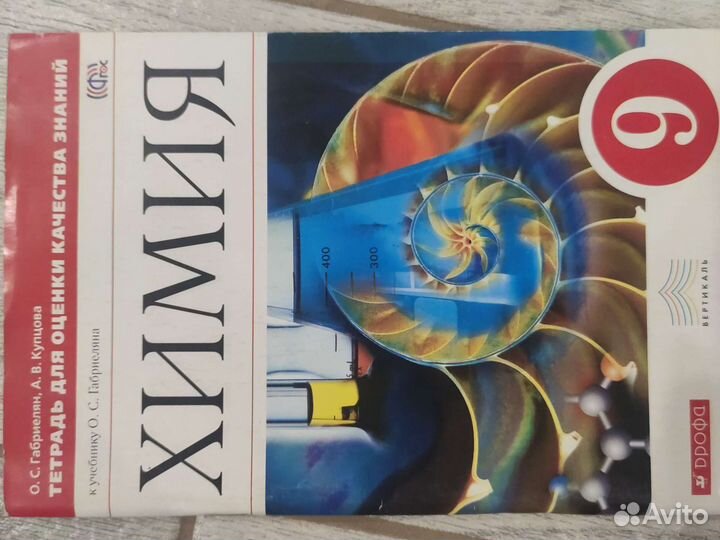 О. С. Габриелян, А. В. Купцова
ТЕТРАДЬ ДЛЯ ОЦЕНКИ КАЧЕСТВА ЗНАНИЙ
ФГОС
к учебнику О. С. Габриеляна
ХИМИЯ
400
300
9
ВЕРТИКАЛЬ
дрофа
Avito